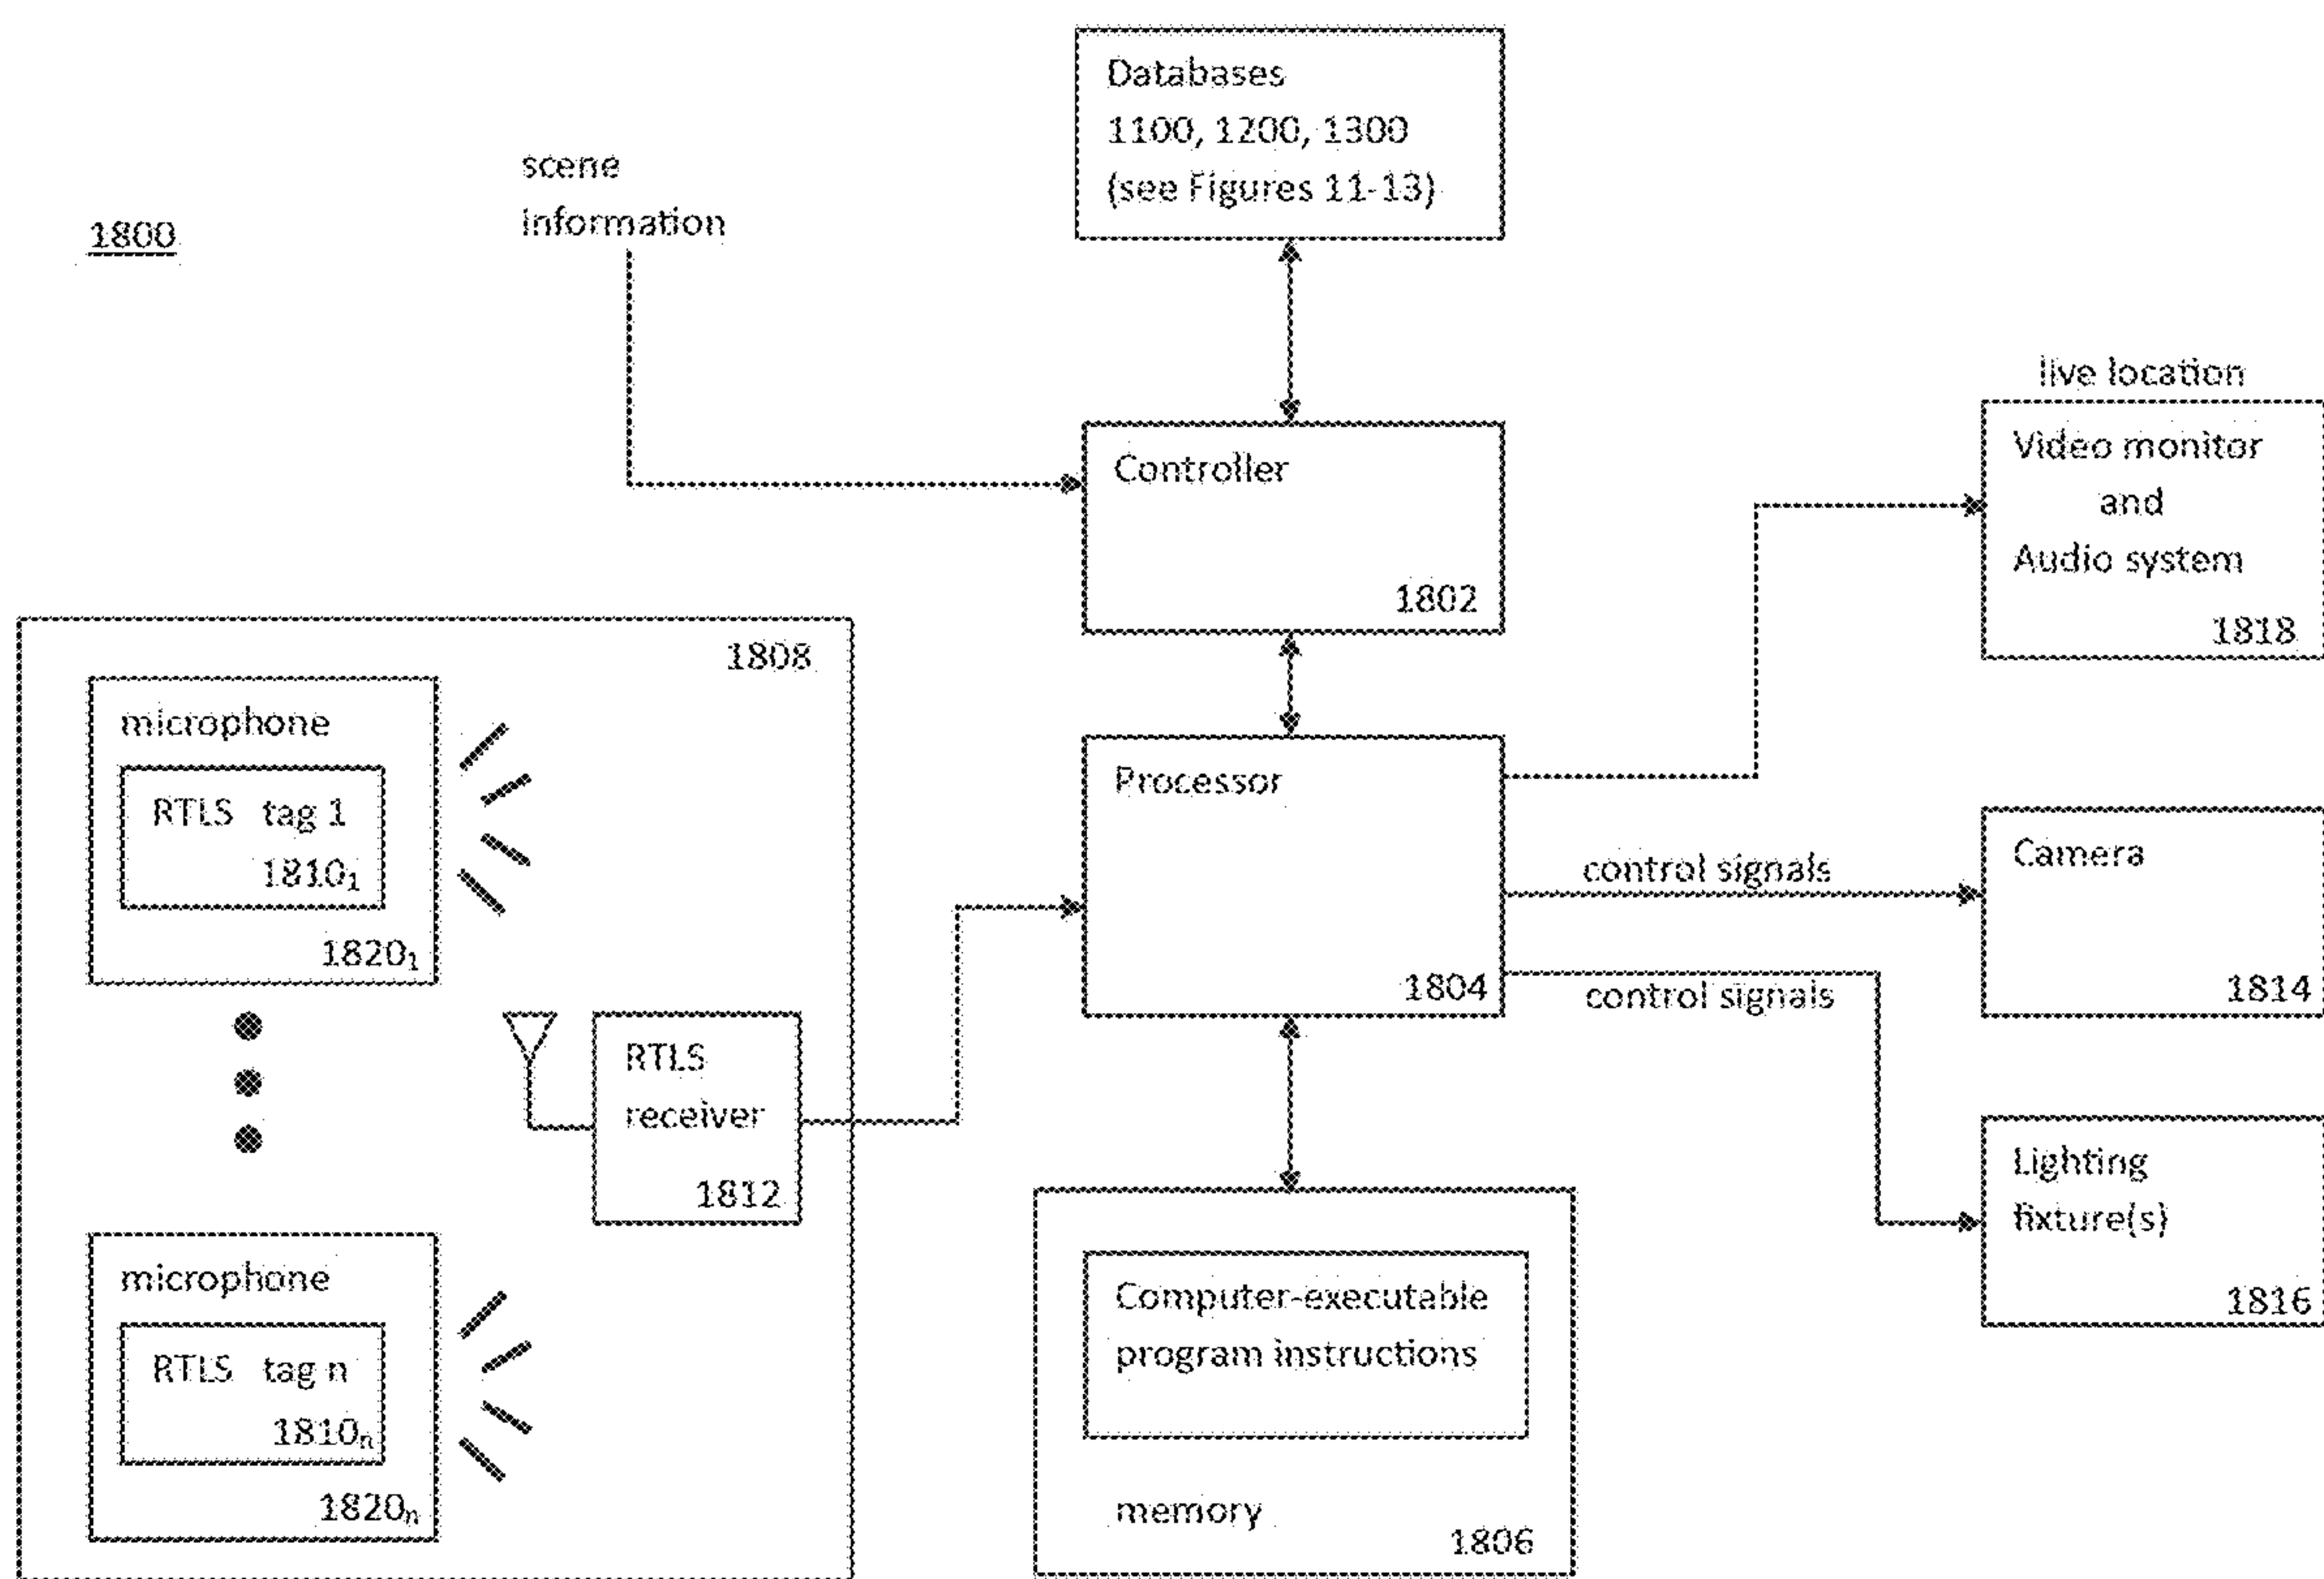 1800
scene
information
Databases
1100, 1200, 1300
(see Figures 11-13)
Controller
1802
live location
Video monitor
and
Audio system
1818
1808
microphone
RTLS tag 1
1810₁
1820₁
RTLS
receiver
1812
microphone
RTLS tag n
1810ₙ
1820ₙ
Processor
1804
control signals
control signals
Camera
1814
Lighting
fixture(s)
1816
Computer-executable
program instructions
memory
1806